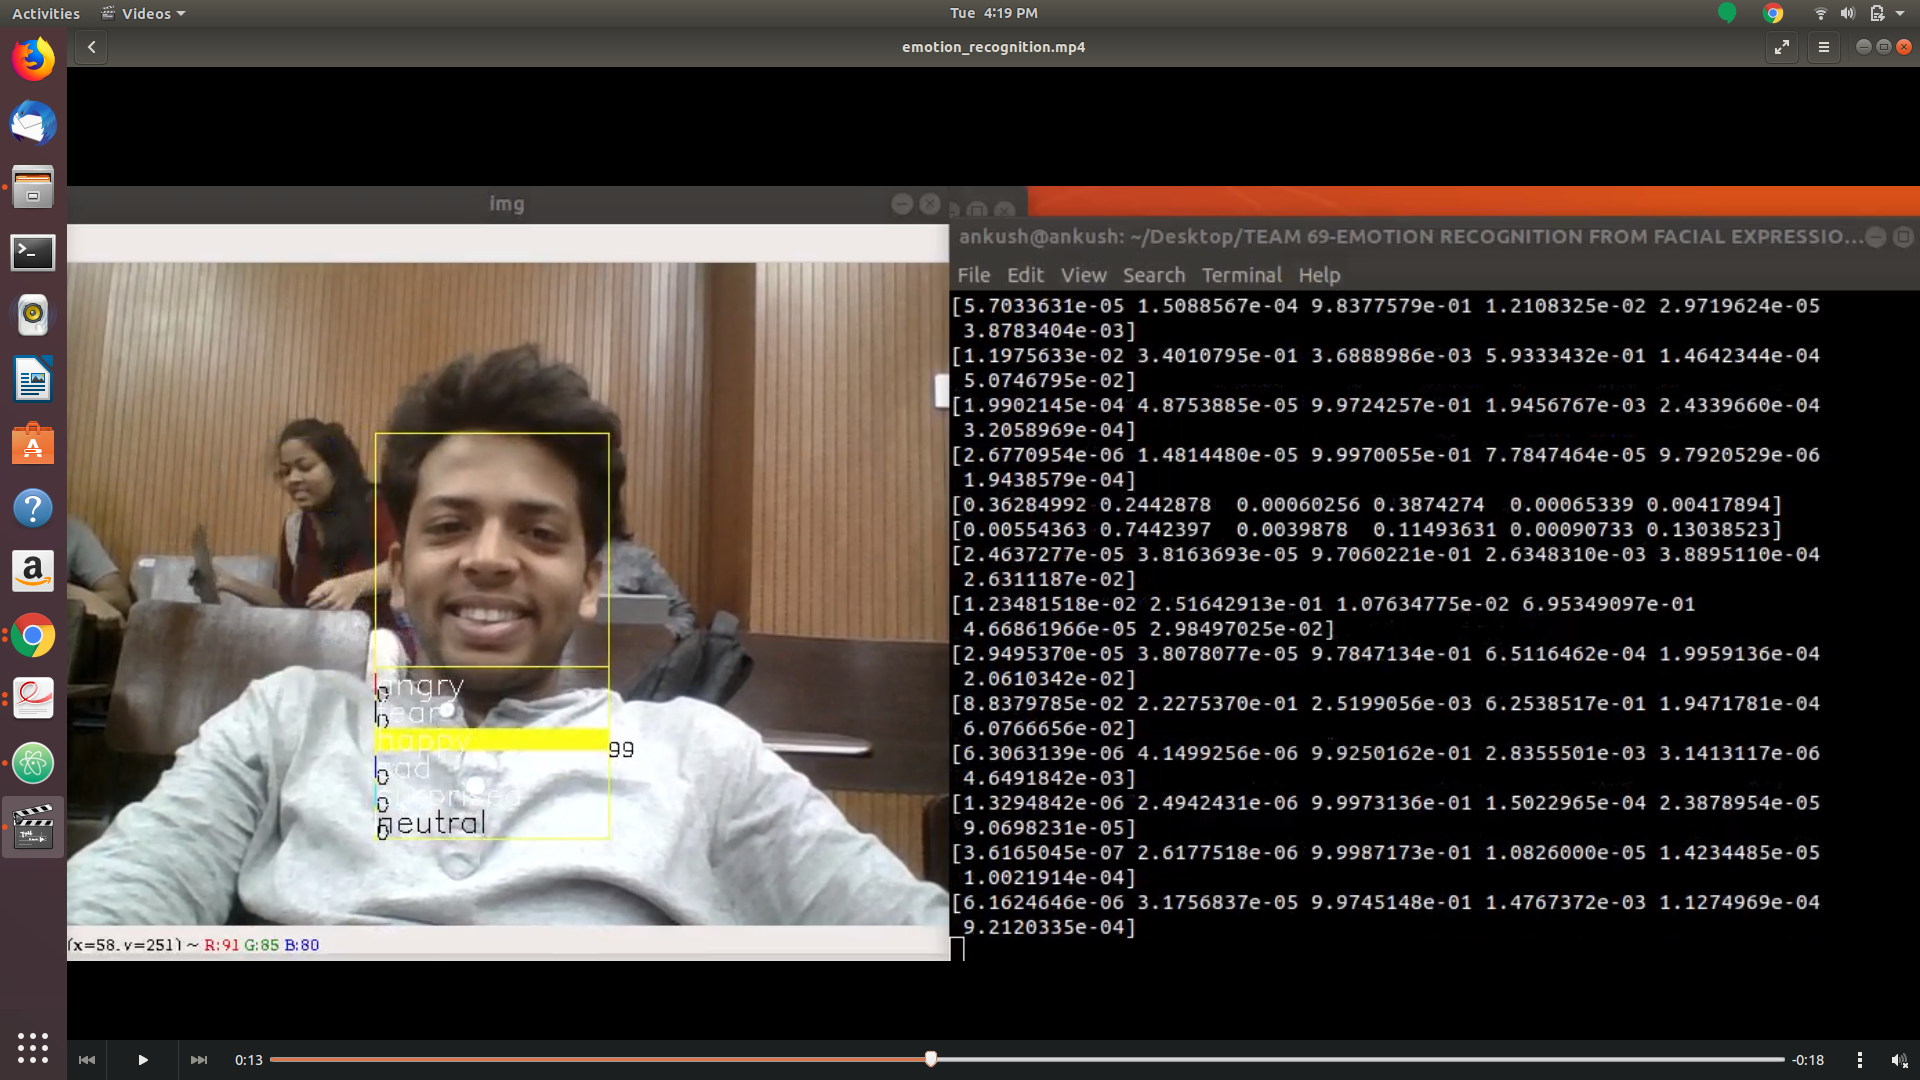 Activities Videos Tue 4:19 PM
emotion_recognition.mp4
img
ankush@ankush: ~/Desktop/TEAM 69-EMOTION RECOGNITION FROM FACIAL EXPRESSIO...
File Edit View Search Terminal Help
[5.7033631e-05 1.5088567e-04 9.8377579e-01 1.2108325e-02 2.9719624e-05
3.8783404e-03]
[1.1975633e-02 3.4010795e-01 3.6888986e-03 5.9333432e-01 1.4642344e-04
5.0746795e-02]
[1.9902145e-04 4.8753885e-05 9.9724257e-01 1.9456767e-03 2.4339660e-04
3.2058969e-04]
[2.6770954e-06 1.4814480e-05 9.9970055e-01 7.7847464e-05 9.7920529e-06
1.9438579e-04]
[0.36284992 0.2442878 0.00060256 0.3874274 0.00065339 0.00417894]
[0.00554363 0.7442397 0.0039878 0.11493631 0.00090733 0.13038523]
[2.4637277e-05 3.8163693e-05 9.7060221e-01 2.6348310e-03 3.8895110e-04
2.6311187e-02]
[1.23481518e-02 2.51642913e-01 1.07634775e-02 6.95349097e-01
4.66861966e-05 2.98497025e-02]
[2.9495370e-05 3.8078077e-05 9.7847134e-01 6.5116462e-04 1.9959136e-04
2.0610342e-02]
[8.8379785e-02 2.2275370e-01 2.5199056e-03 6.2538517e-01 1.9471781e-04
6.0766656e-02]
[6.3063139e-06 4.1499256e-06 9.9250162e-01 2.8355501e-03 3.1413117e-06
4.6491842e-03]
[1.3294842e-06 2.4942431e-06 9.9973136e-01 1.5022965e-04 2.3878954e-05
9.0698231e-05]
[3.6165045e-07 2.6177518e-06 9.9987173e-01 1.0826000e-05 1.4234485e-05
1.0021914e-04]
[6.1624646e-06 3.1756837e-05 9.9745148e-01 1.4767372e-03 1.1274969e-04
9.2120335e-04]
angry
0
fear
0
happy
99
sad
0
surprised
0
neutral
0
(x=58, y=251) ~ R:91 G:85 B:80
0:13 -0:18